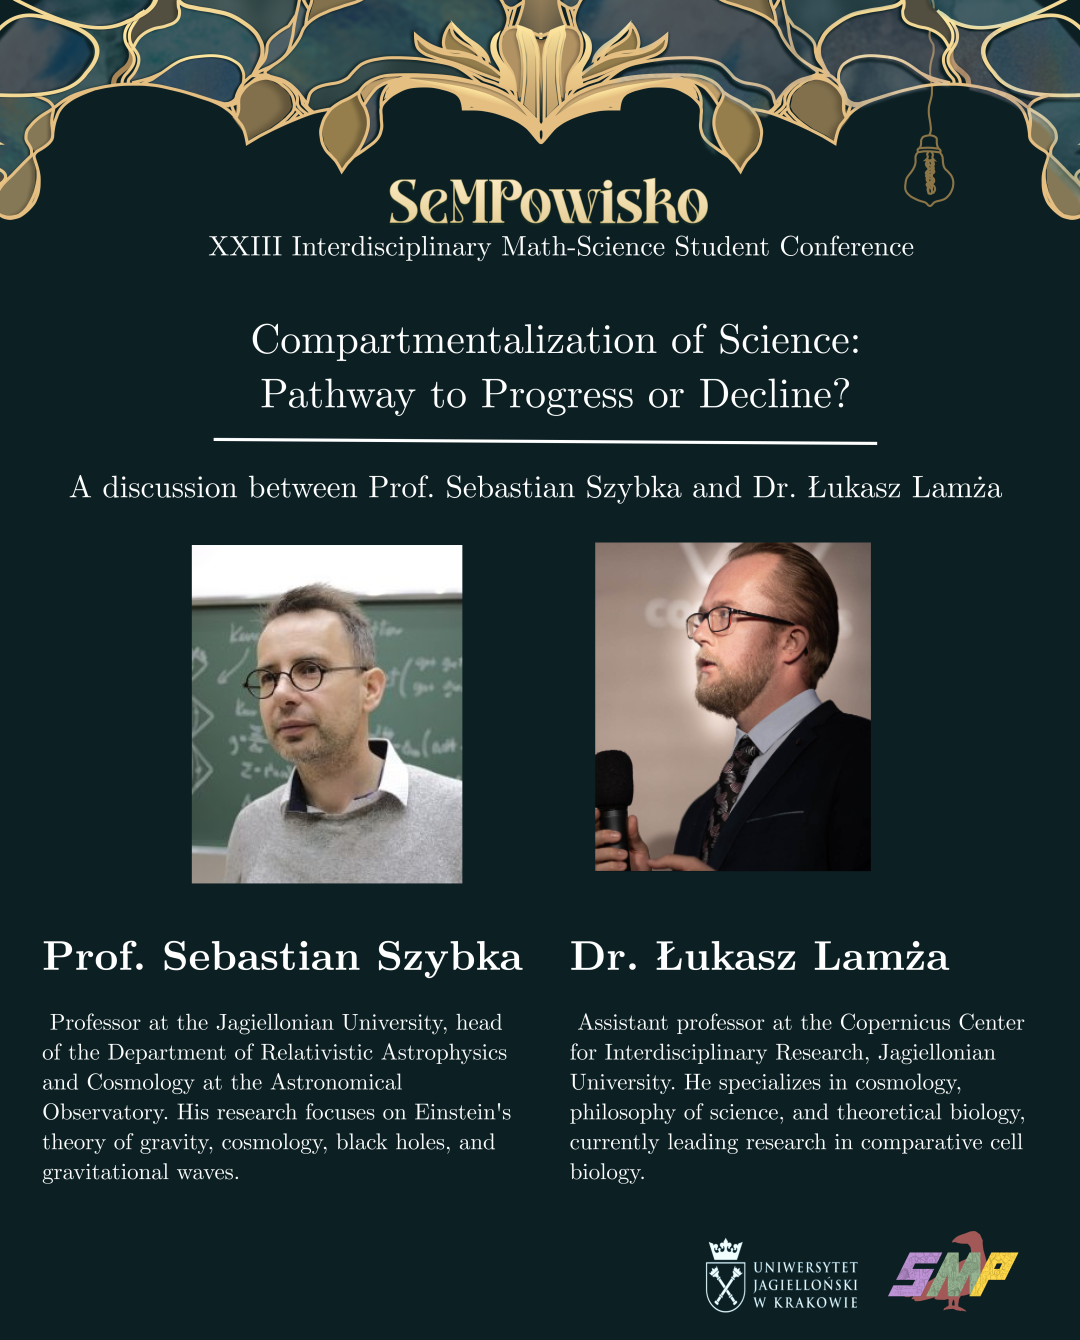 SeMPowisko
XXIII Interdisciplinary Math-Science Student Conference
Compartmentalization of Science:
Pathway to Progress or Decline?
A discussion between Prof. Sebastian Szybka and Dr. Łukasz Lamża
Prof. Sebastian Szybka
Professor at the Jagiellonian University, head
of the Department of Relativistic Astrophysics
and Cosmology at the Astronomical
Observatory. His research focuses on Einstein's
theory of gravity, cosmology, black holes, and
gravitational waves.
Dr. Łukasz Lamża
Assistant professor at the Copernicus Center
for Interdisciplinary Research, Jagiellonian
University. He specializes in cosmology,
philosophy of science, and theoretical biology,
currently leading research in comparative cell
biology.
UNIWERSYTET
JAGIELLOŃSKI
W KRAKOWIE
SMP